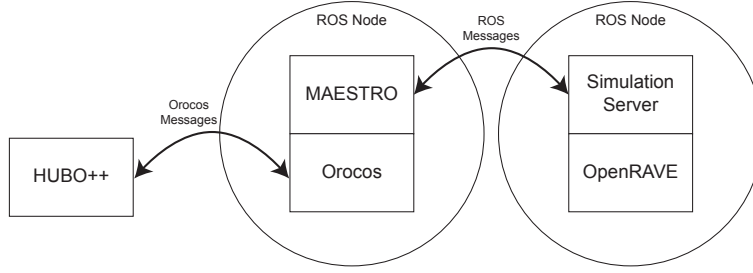 ROS Node
ROS
Messages
ROS Node
MAESTRO
Simulation
Server
Orocos
Messages
HUBO++
Orocos
OpenRAVE